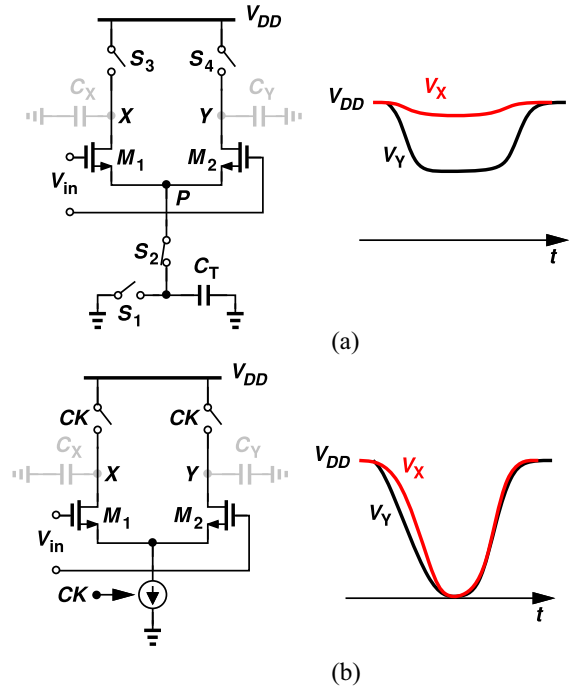 V_DD
S_3 S_4
C_X X Y C_Y
M_1 M_2
V_in
P
S_2
C_T
S_1
V_DD V_X
V_Y
t
(a)
V_DD
CK CK
C_X X Y C_Y
M_1 M_2
V_in
CK
V_DD V_X
V_Y
t
(b)